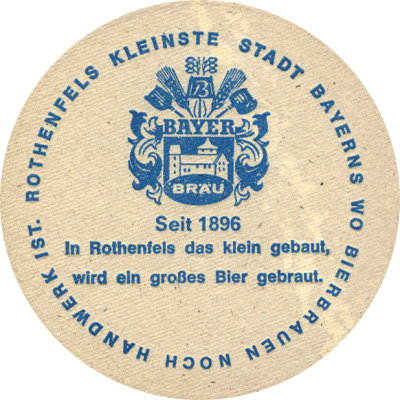 ROTHENFELS KLEINSTE STADT BAYERNS WO BIERBRAUEN NOCH HANDWERK IST.
B
BAYER
BRÄU
Seit 1896
In Rothenfels das klein gebaut,
wird ein großes Bier gebraut.